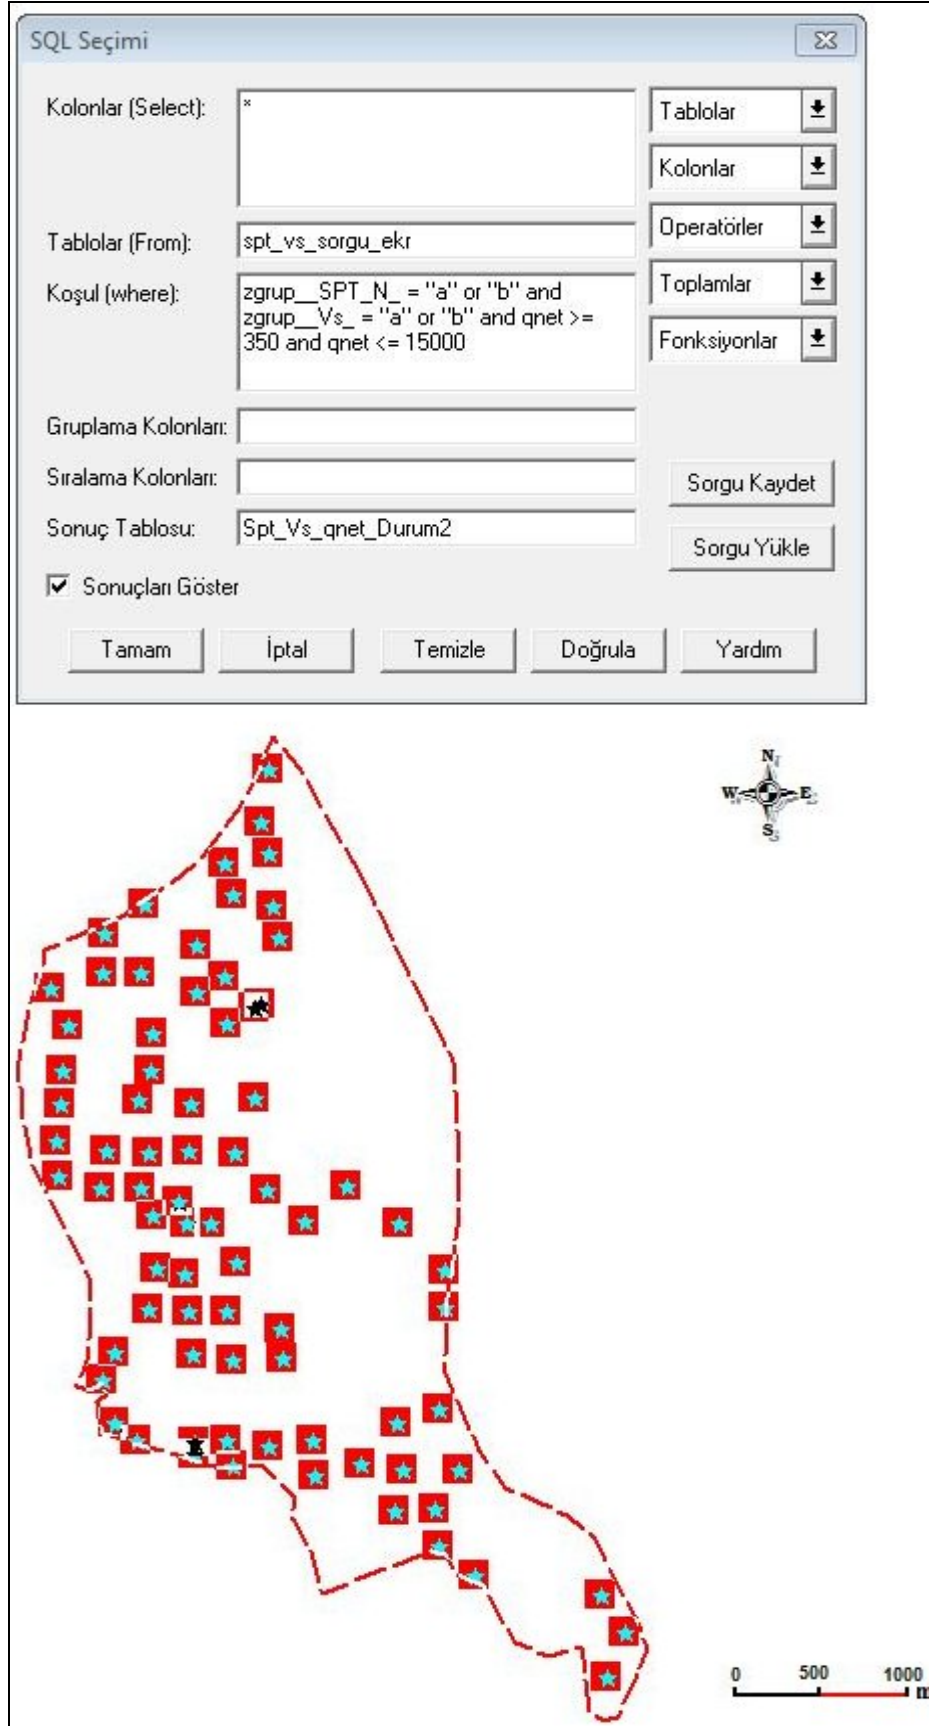 SQL Seçimi
Kolonlar (Select):
*
Tablolar
Kolonlar
Tablolar (From):
spt_vs_sorgu_ekr
Operatörler
Koşul (where):
zgrup__SPT_N_ = "a" or "b" and
zgrup__Vs_ = "a" or "b" and qnet >=
350 and qnet <= 15000
Toplamlar
Fonksiyonlar
Gruplama Kolonları:
Sıralama Kolonları:
Sorgu Kaydet
Sonuç Tablosu:
Spt_Vs_qnet_Durum2
Sorgu Yükle
Sonuçları Göster
Tamam
İptal
Temizle
Doğrula
Yardım
N
W E
S
0 500 1000
m